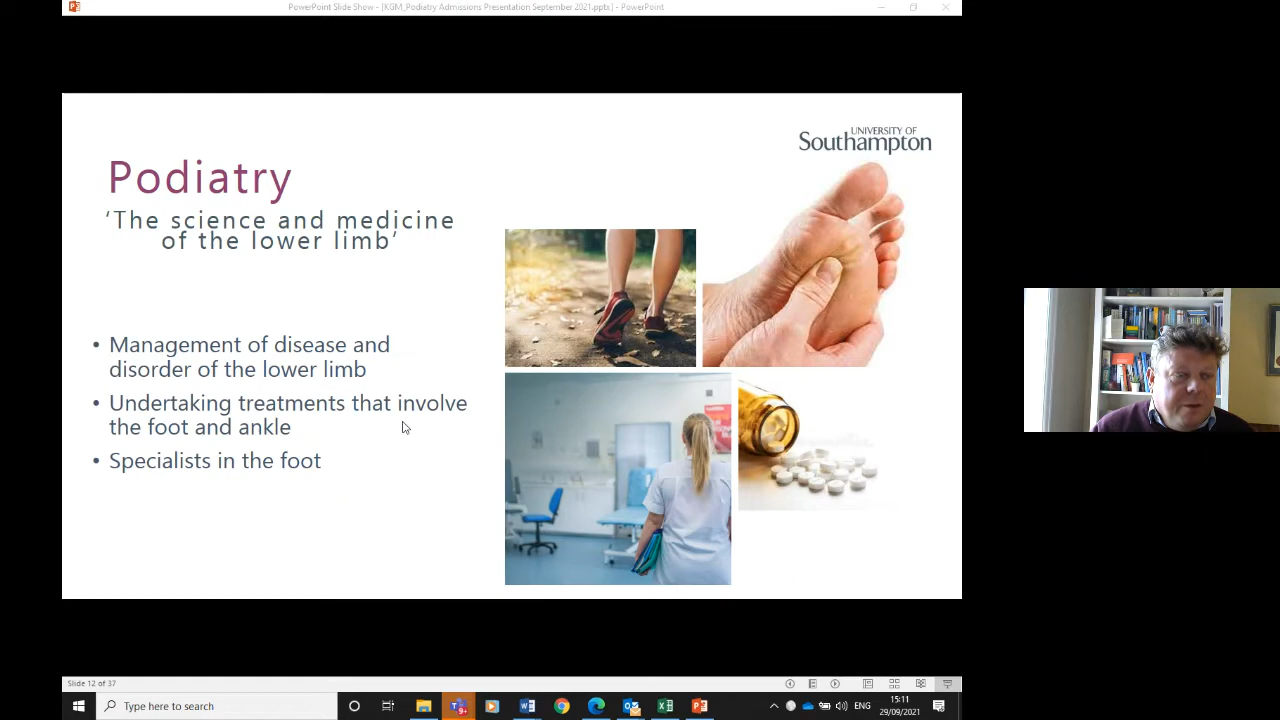 PowerPoint Slide Show - [KGM_Podiatry Admissions Presentation September 2021.pptx] - PowerPoint
UNIVERSITY OF
Southampton
Podiatry
‘The science and medicine
of the lower limb’
• Management of disease and
disorder of the lower limb
• Undertaking treatments that involve
the foot and ankle
• Specialists in the foot
Slide 12 of 37
Type here to search
ENG
15:11
29/09/2021